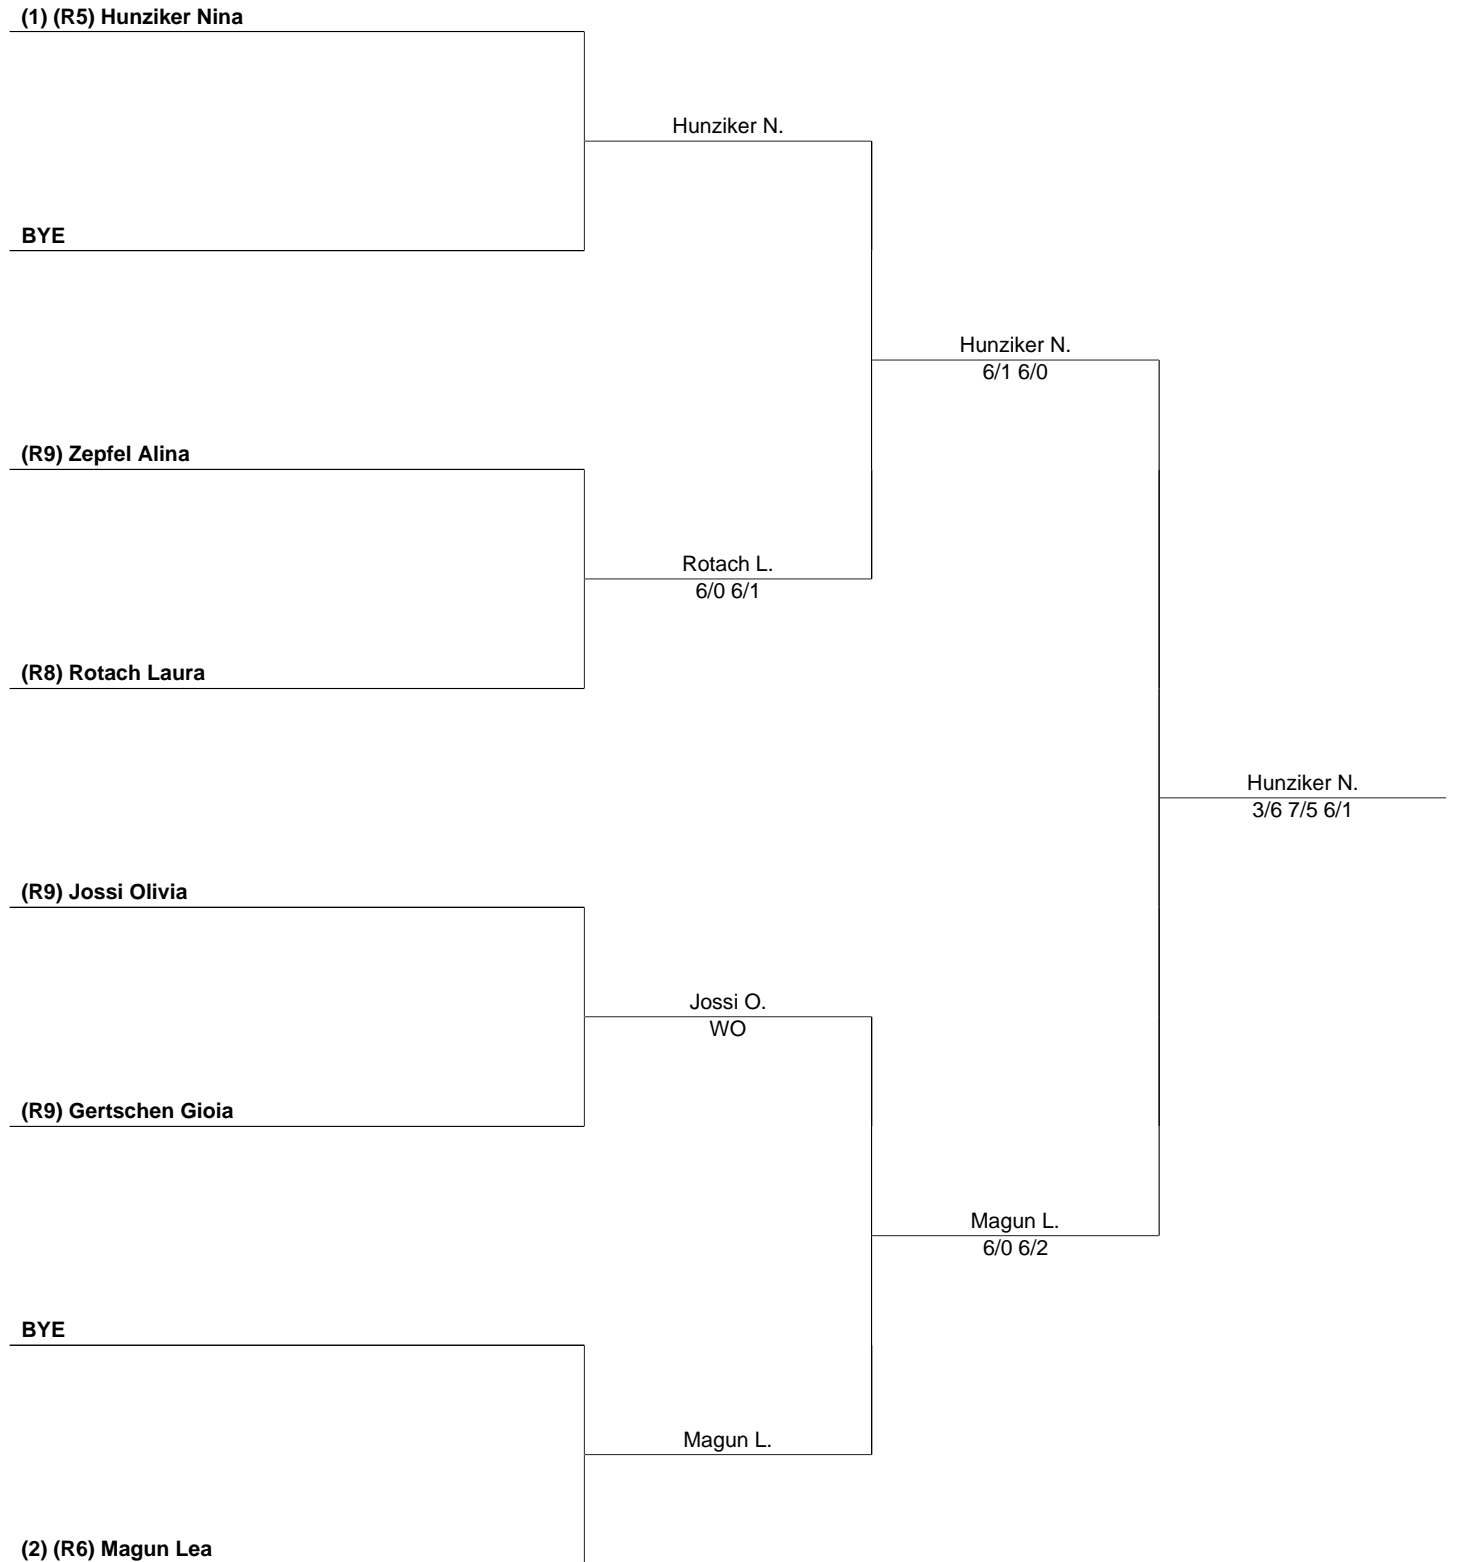 (1) (R5) Hunziker Nina
Hunziker N.
BYE
Hunziker N.
6/1 6/0
(R9) Zepfel Alina
Rotach L.
6/0 6/1
(R8) Rotach Laura
Hunziker N.
3/6 7/5 6/1
(R9) Jossi Olivia
Jossi O.
WO
(R9) Gertschen Gioia
Magun L.
6/0 6/2
BYE
Magun L.
(2) (R6) Magun Lea